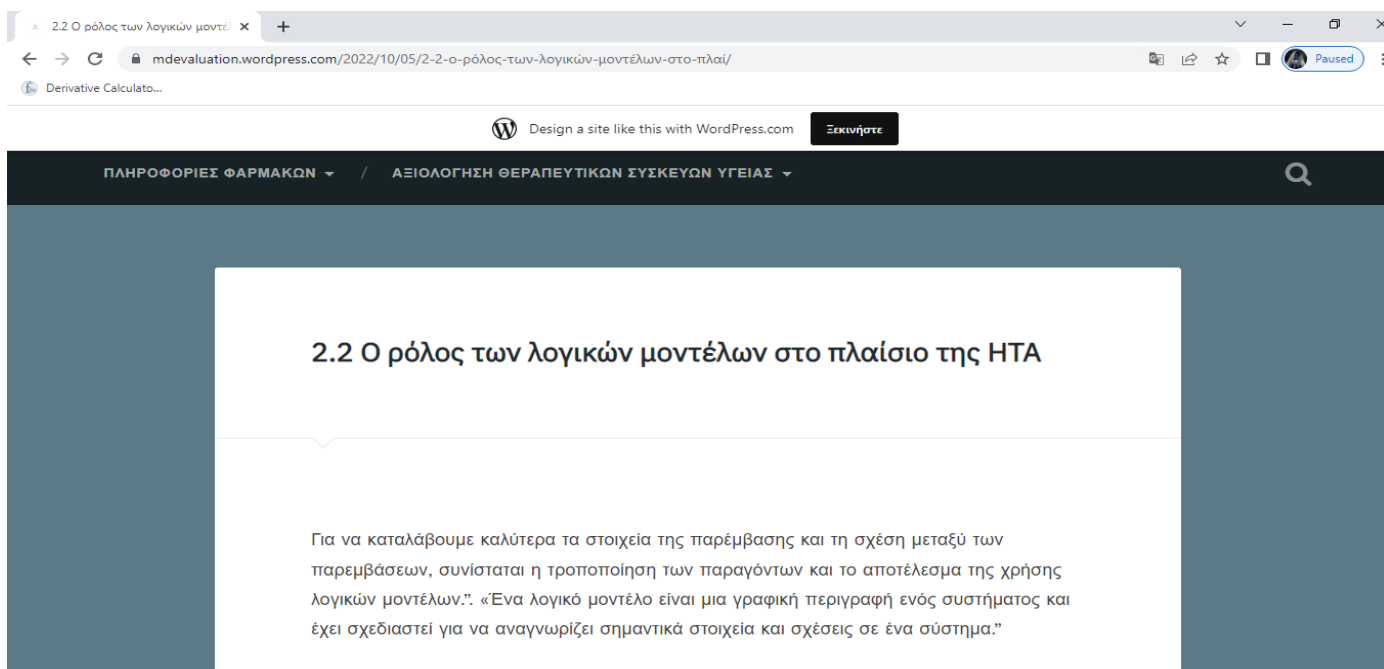 2.2 Ο ρόλος των λογικών μοντέ
mdevaluation.wordpress.com/2022/10/05/2-2-ο-ρόλος-των-λογικών-μοντέλων-στο-πλαί/
Paused
Derivative Calculato...
Design a site like this with WordPress.com
Ξεκινήστε
ΠΛΗΡΟΦΟΡΙΕΣ ΦΑΡΜΑΚΩΝ / ΑΞΙΟΛΟΓΗΣΗ ΘΕΡΑΠΕΥΤΙΚΩΝ ΣΥΣΚΕΥΩΝ ΥΓΕΙΑΣ
2.2 Ο ρόλος των λογικών μοντέλων στο πλαίσιο της HTA
Για να καταλάβουμε καλύτερα τα στοιχεία της παρέμβασης και τη σχέση μεταξύ των
παρεμβάσεων, συνίσταται η τροποποίηση των παραγόντων και το αποτέλεσμα της χρήσης
λογικών μοντέλων.”. «Ένα λογικό μοντέλο είναι μια γραφική περιγραφή ενός συστήματος και
έχει σχεδιαστεί για να αναγνωρίζει σημαντικά στοιχεία και σχέσεις σε ένα σύστημα.”